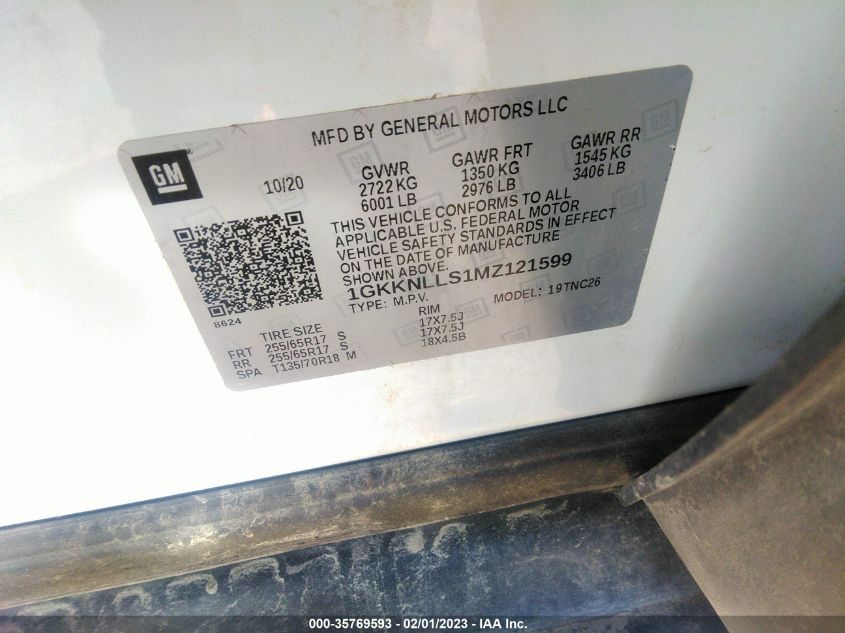 MFD BY GENERAL MOTORS LLC
GM
10/20
GVWR GAWR FRT GAWR RR
2722 KG 1350 KG 1545 KG
6001 LB 2976 LB 3406 LB
THIS VEHICLE CONFORMS TO ALL
APPLICABLE U.S. FEDERAL MOTOR
VEHICLE SAFETY STANDARDS IN EFFECT
ON THE DATE OF MANUFACTURE
SHOWN ABOVE.
1GKKNLLS1MZ121599
TYPE: M.P.V. MODEL: 19TNC26
8624
TIRE SIZE RIM
FRT 255/65R17 S 17X7.5J
RR 255/65R17 S 17X7.5J
SPA T135/70R18 M 18X4.5B
000-35769593 / 02/01/2023 - IAA Inc.